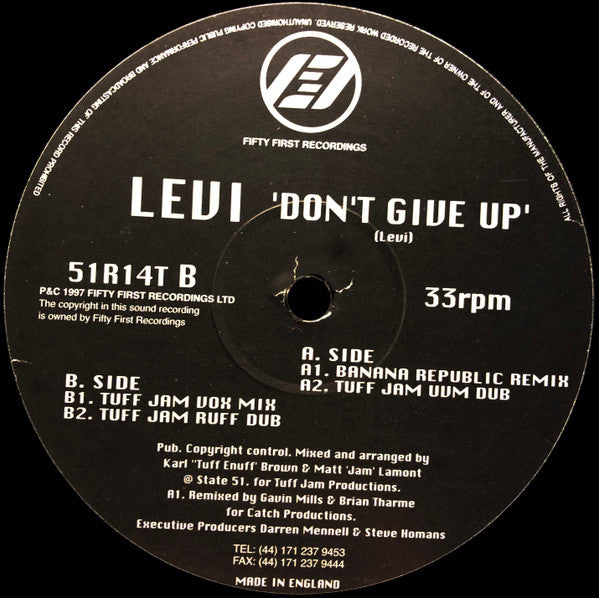 ALL RIGHTS OF THE MANUFACTURER AND OF THE OWNER OF THE RECORDED WORK RESERVED. UNAUTHORISED COPYING PUBLIC PERFORMANCE AND BROADCASTING OF THIS RECORD PROHIBITED
FIFTY FIRST RECORDINGS
LEVI 'DON'T GIVE UP'
(Levi)
51R14T B
P&C 1997 FIFTY FIRST RECORDINGS LTD
The copyright in this sound recording
is owned by Fifty First Recordings
33rpm
A. SIDE
A1. BANANA REPUBLIC REMIX
A2. TUFF JAM UVM DUB
B. SIDE
B1. TUFF JAM VOX MIX
B2. TUFF JAM RUFF DUB
Pub. Copyright control. Mixed and arranged by
Karl "Tuff Enuff' Brown & Matt 'Jam' Lamont
@ State 51. for Tuff Jam Productions.
A1. Remixed by Gavin Mills & Brian Tharme
for Catch Productions.
Executive Producers Darren Mennell & Steve Homans
TEL: (44) 171 237 9453
FAX: (44) 171 237 9444
MADE IN ENGLAND